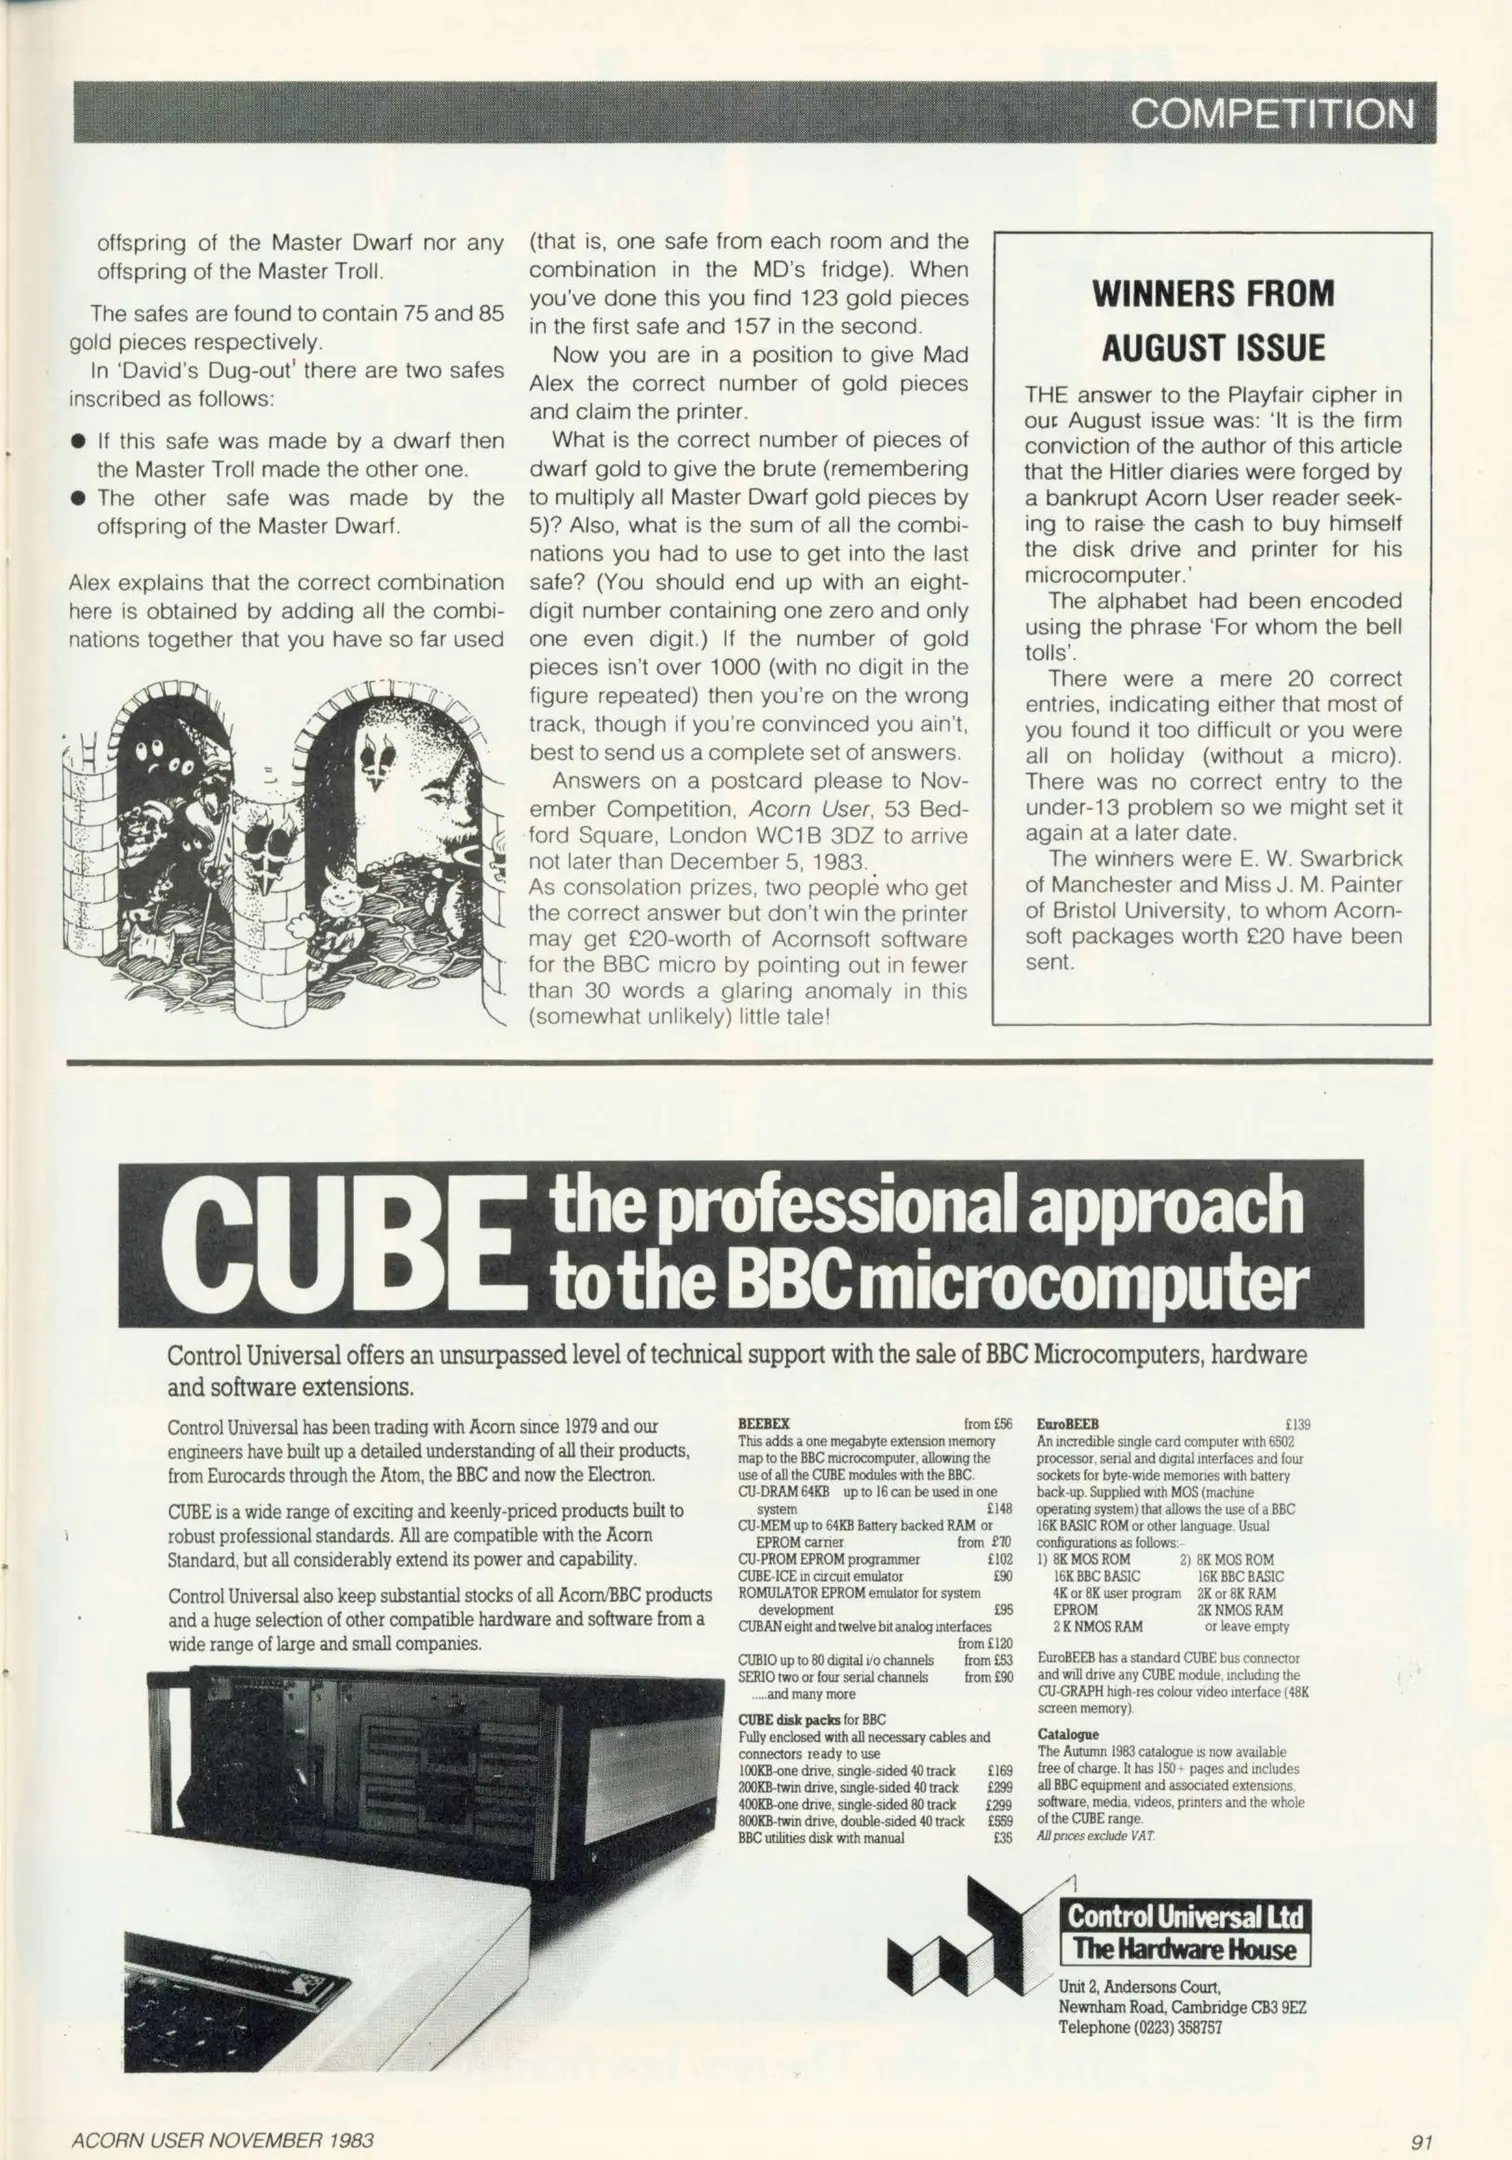 COMPETITION
offspring of the Master Dwarf nor any
offspring of the Master Troll.
The safes are found to contain 75 and 85
gold pieces respectively.
In 'David's Dug-out' there are two safes
inscribed as follows:
● If this safe was made by a dwarf then
the Master Troll made the other one.
● The other safe was made by the
offspring of the Master Dwarf.
Alex explains that the correct combination
here is obtained by adding all the combi-
nations together that you have so far used
(that is, one safe from each room and the
combination in the MD's fridge). When
you've done this you find 123 gold pieces
in the first safe and 157 in the second.
Now you are in a position to give Mad
Alex the correct number of gold pieces
and claim the printer.
What is the correct number of pieces of
dwarf gold to give the brute (remembering
to multiply all Master Dwarf gold pieces by
5)? Also, what is the sum of all the combi-
nations you had to use to get into the last
safe? (You should end up with an eight-
digit number containing one zero and only
one even digit.) If the number of gold
pieces isn't over 1000 (with no digit in the
figure repeated) then you're on the wrong
track, though if you're convinced you ain't,
best to send us a complete set of answers.
Answers on a postcard please to Nov-
ember Competition, Acorn User, 53 Bed-
ford Square, London WC1B 3DZ to arrive
not later than December 5, 1983.
As consolation prizes, two people who get
the correct answer but don't win the printer
may get £20-worth of Acornsoft software
for the BBC micro by pointing out in fewer
than 30 words a glaring anomaly in this
(somewhat unlikely) little tale!
WINNERS FROM
AUGUST ISSUE
THE answer to the Playfair cipher in
our August issue was: 'It is the firm
conviction of the author of this article
that the Hitler diaries were forged by
a bankrupt Acorn User reader seek-
ing to raise the cash to buy himself
the disk drive and printer for his
microcomputer.'
The alphabet had been encoded
using the phrase 'For whom the bell
tolls'.
There were a mere 20 correct
entries, indicating either that most of
you found it too difficult or you were
all on holiday (without a micro).
There was no correct entry to the
under-13 problem so we might set it
again at a later date.
The winners were E. W. Swarbrick
of Manchester and Miss J. M. Painter
of Bristol University, to whom Acorn-
soft packages worth £20 have been
sent.
CUBE the professional approach
to the BBC microcomputer
Control Universal offers an unsurpassed level of technical support with the sale of BBC Microcomputers, hardware
and software extensions.
Control Universal has been trading with Acorn since 1979 and our
engineers have built up a detailed understanding of all their products,
from Eurocards through the Atom, the BBC and now the Electron.
CUBE is a wide range of exciting and keenly-priced products built to
robust professional standards. All are compatible with the Acorn
Standard, but all considerably extend its power and capability.
Control Universal also keep substantial stocks of all Acorn/BBC products
and a huge selection of other compatible hardware and software from a
wide range of large and small companies.
BEEBEX from £56
This adds a one megabyte extension memory
map to the BBC microcomputer, allowing the
use of all the CUBE modules with the BBC.
CU-DRAM 64KB up to 16 can be used in one
system £148
CU-MEM up to 64KB Battery backed RAM or
EPROM carrier from £70
CU-PROM EPROM programmer £102
CUBE-ICE in circuit emulator £90
ROMULATOR EPROM emulator for system
development £95
CUBAN eight and twelve bit analog interfaces
from £120
CUBIO up to 80 digital i/o channels from £53
SERIO two or four serial channels from £90
.....and many more
CUBE disk packs for BBC
Fully enclosed with all necessary cables and
connectors ready to use
100KB-one drive, single-sided 40 track £169
200KB-twin drive, single-sided 40 track £299
400KB-one drive, single-sided 80 track £299
800KB-twin drive, double-sided 40 track £559
BBC utilities disk with manual £35
EuroBEEB £139
An incredible single card computer with 6502
processor, serial and digital interfaces and four
sockets for byte-wide memories with battery
back-up. Supplied with MOS (machine
operating system) that allows the use of a BBC
16K BASIC ROM or other language. Usual
configurations as follows:-
1) 8K MOS ROM 2) 8K MOS ROM
16K BBC BASIC 16K BBC BASIC
4K or 8K user program 2K or 8K RAM
EPROM 2K NMOS RAM
2 K NMOS RAM or leave empty
EuroBEEB has a standard CUBE bus connector
and will drive any CUBE module, including the
CU-GRAPH high-res colour video interface (48K
screen memory).
Catalogue
The Autumn 1983 catalogue is now available
free of charge. It has 150+ pages and includes
all BBC equipment and associated extensions,
software, media, videos, printers and the whole
of the CUBE range.
All prices exclude VAT.
Control Universal Ltd
The Hardware House
Unit 2, Andersons Court,
Newnham Road, Cambridge CB3 9EZ
Telephone (0223) 358757
ACORN USER NOVEMBER 1983
91